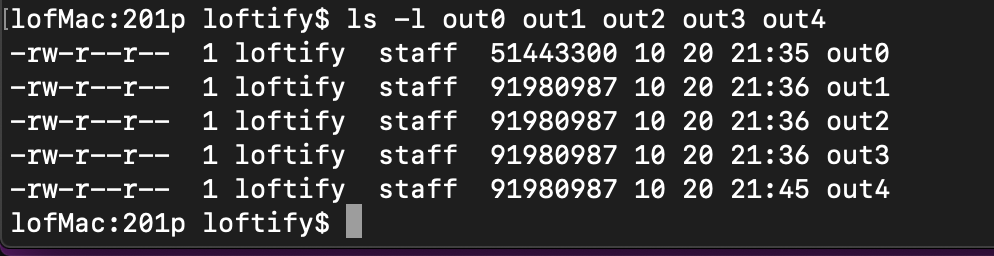 [lofMac:201p loftify$ ls -l out0 out1 out2 out3 out4
-rw-r--r--  1 loftify  staff  51443300 10 20 21:35 out0
-rw-r--r--  1 loftify  staff  91980987 10 20 21:36 out1
-rw-r--r--  1 loftify  staff  91980987 10 20 21:36 out2
-rw-r--r--  1 loftify  staff  91980987 10 20 21:36 out3
-rw-r--r--  1 loftify  staff  91980987 10 20 21:45 out4
lofMac:201p loftify$